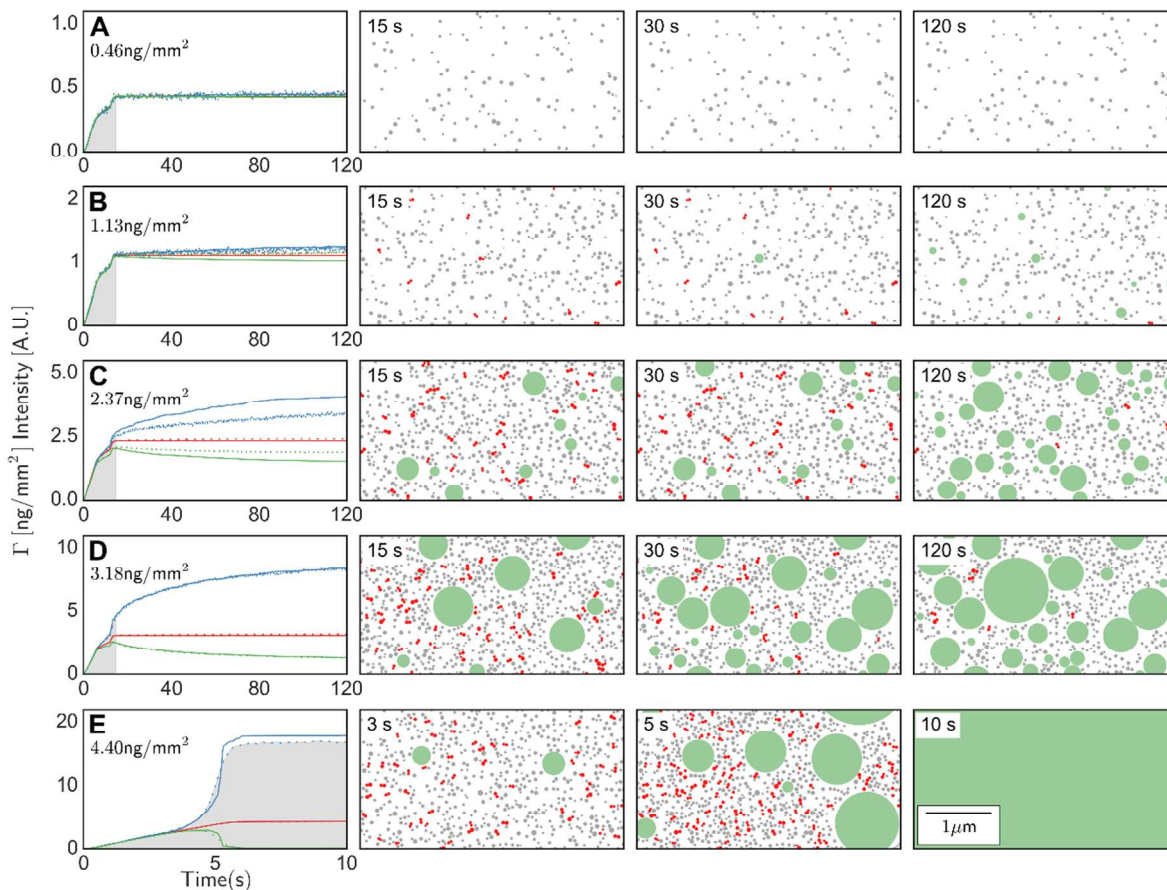 Γ [ng/mm²] Intensity [A.U.]
A
0.46ng/mm²
1.0
0.5
0.0
0 40 80 120
15 s
30 s
120 s
B
1.13ng/mm²
2
1
0
0 40 80 120
15 s
30 s
120 s
C
2.37ng/mm²
5.0
2.5
0.0
0 40 80 120
15 s
30 s
120 s
D
3.18ng/mm²
10
5
0
0 40 80 120
15 s
30 s
120 s
E
4.40ng/mm²
20
10
0
0 5 10
Time(s)
3 s
5 s
10 s
1μm